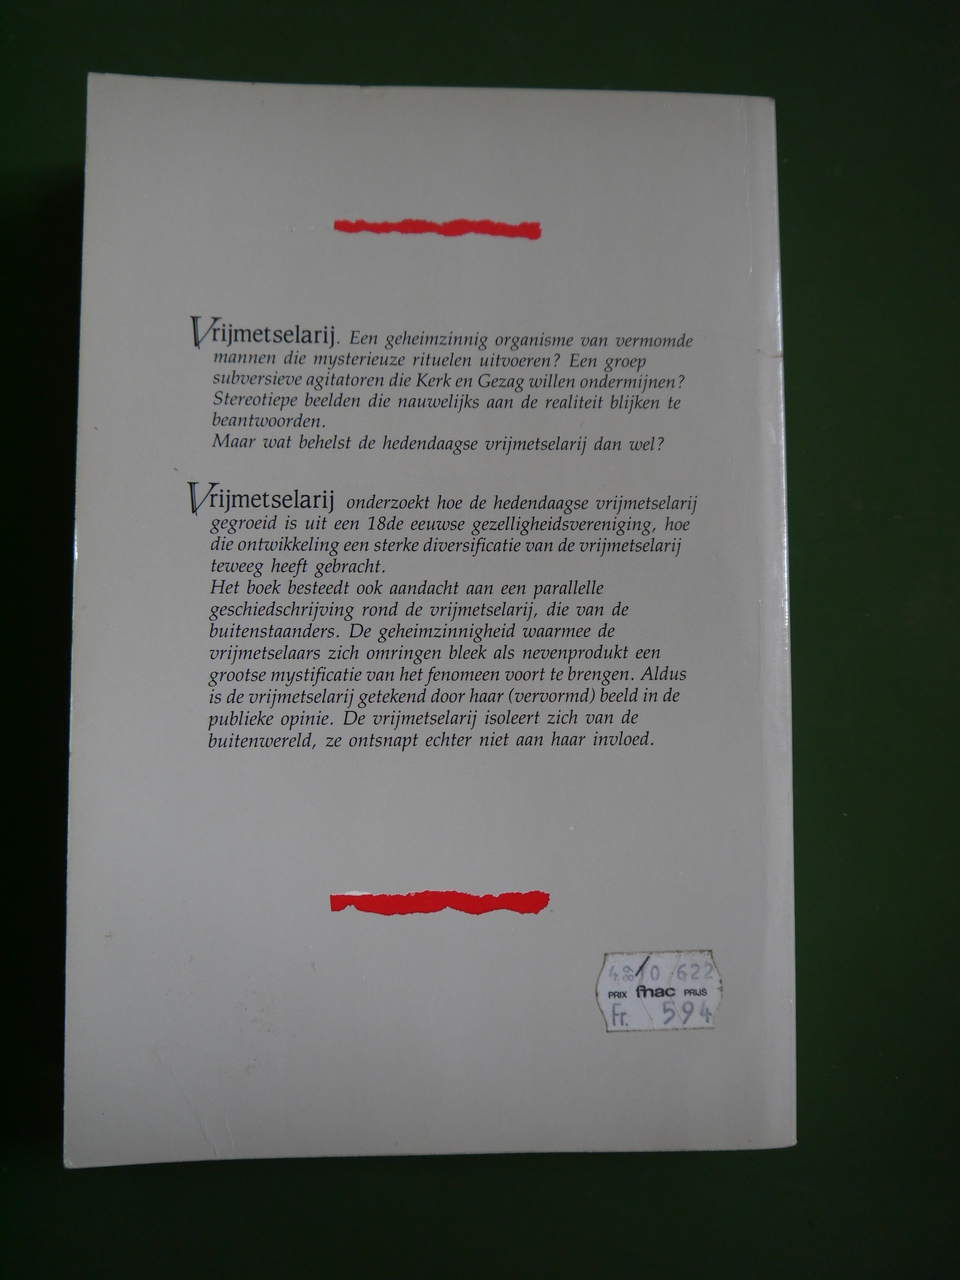 Vrijmetselarij. Een geheimzinnig organisme van vermomde
mannen die mysterieuze rituelen uitvoeren? Een groep
subversieve agitatoren die Kerk en Gezag willen ondermijnen?
Stereotiepe beelden die nauwelijks aan de realiteit blijken te
beantwoorden.
Maar wat behelst de hedendaagse vrijmetselarij dan wel?
Vrijmetselarij onderzoekt hoe de hedendaagse vrijmetselarij
gegroeid is uit een 18de eeuwse gezelligheidsvereniging, hoe
die ontwikkeling een sterke diversificatie van de vrijmetselarij
teweeg heeft gebracht.
Het boek besteedt ook aandacht aan een parallelle
geschiedschrijving rond de vrijmetselarij, die van de
buitenstaanders. De geheimzinnigheid waarmee de
vrijmetselaars zich omringen bleek als nevenprodukt een
grootse mystificatie van het fenomeen voort te brengen. Aldus
is de vrijmetselarij getekend door haar (vervormd) beeld in de
publieke opinie. De vrijmetselarij isoleert zich van de
buitenwereld, ze ontsnapt echter niet aan haar invloed.
622
PRIX fnac PRIJS
Fr. 594